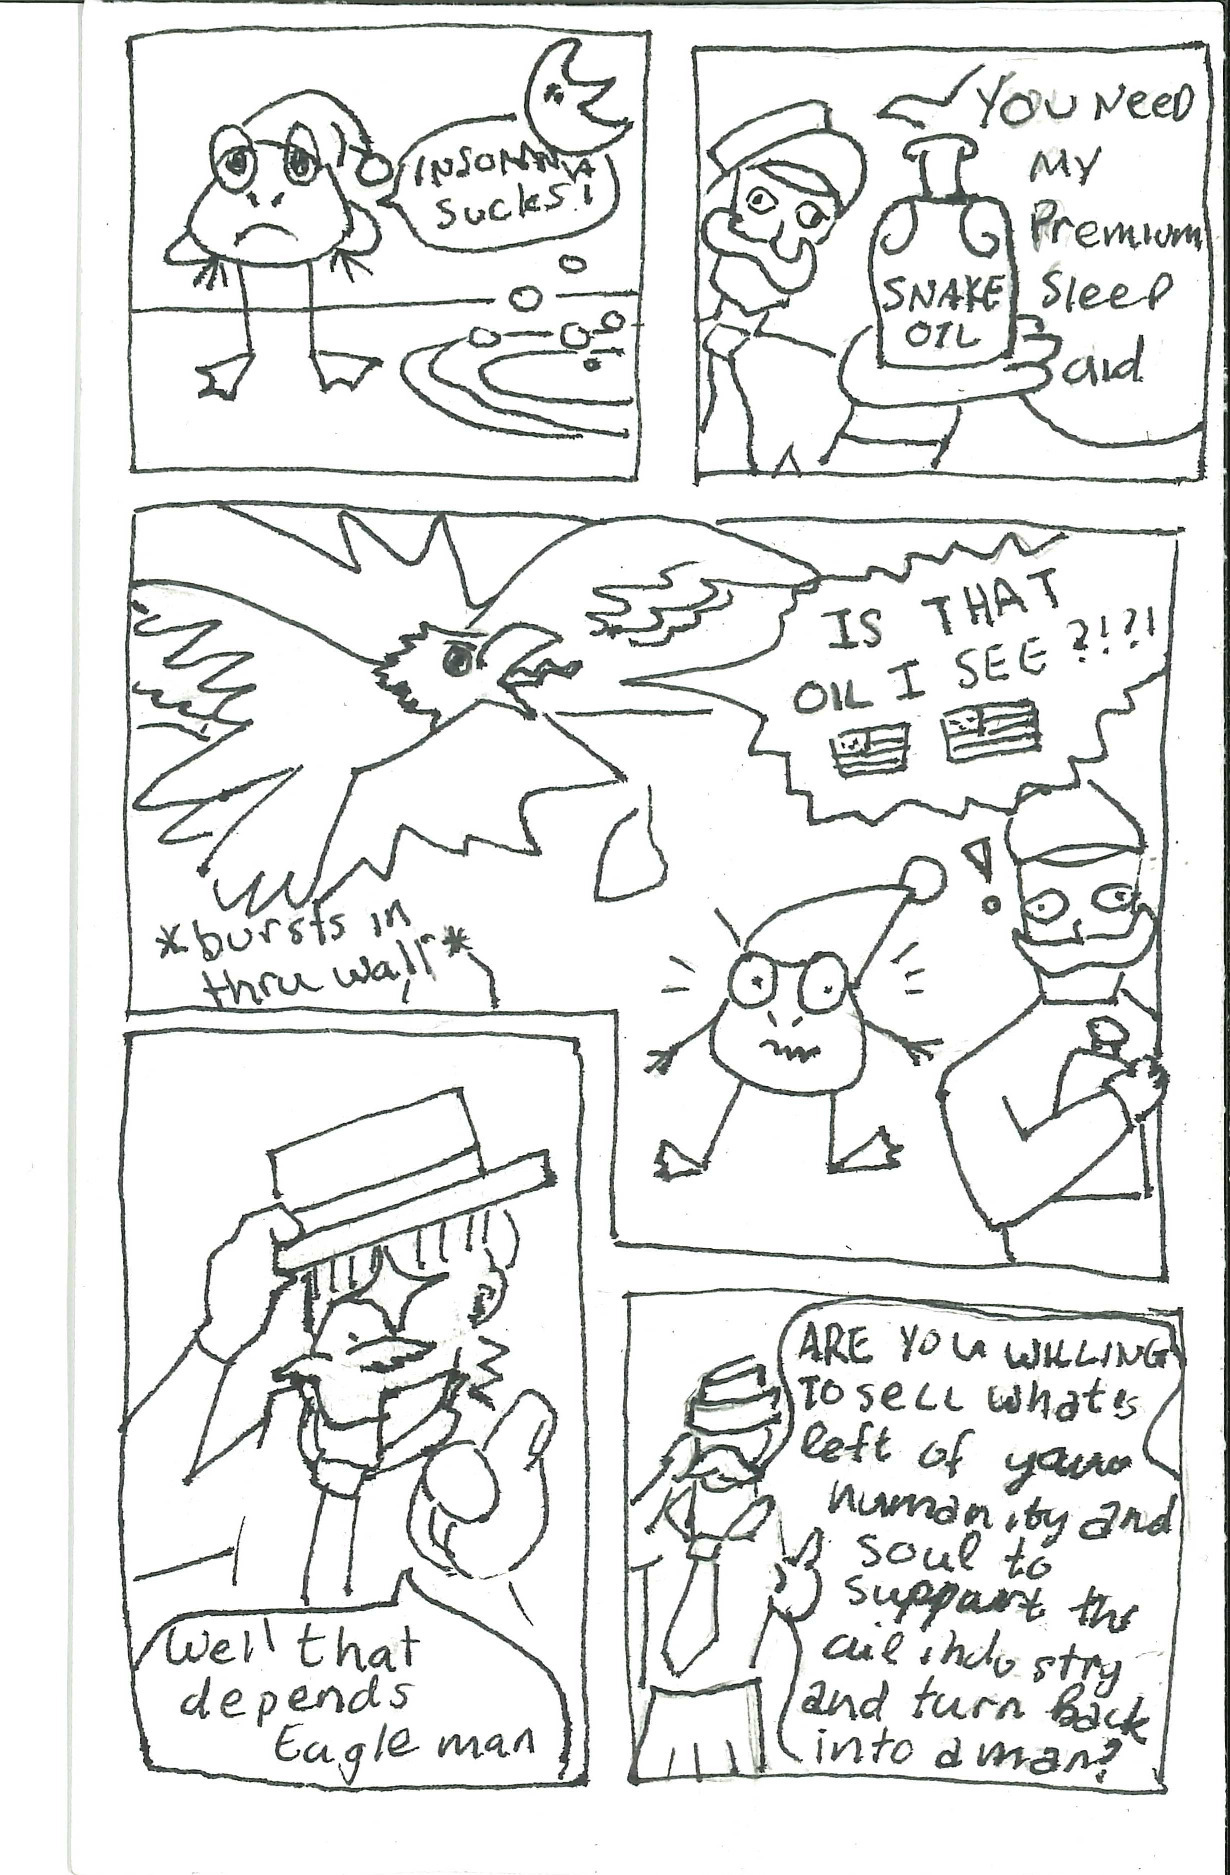 INSOMNIA
Sucks!
YOU NeeD
My
Premium
Sleep
aid
SNAKE
OIL
IS THAT
OIL I SEE?!?!
*bursts in
thru wall*
!
Well that
depends
Eagle man
ARE YOU WILLING
To sell what's
left of your
humanity and
soul to
support the
oil industry
and turn back
into a man?